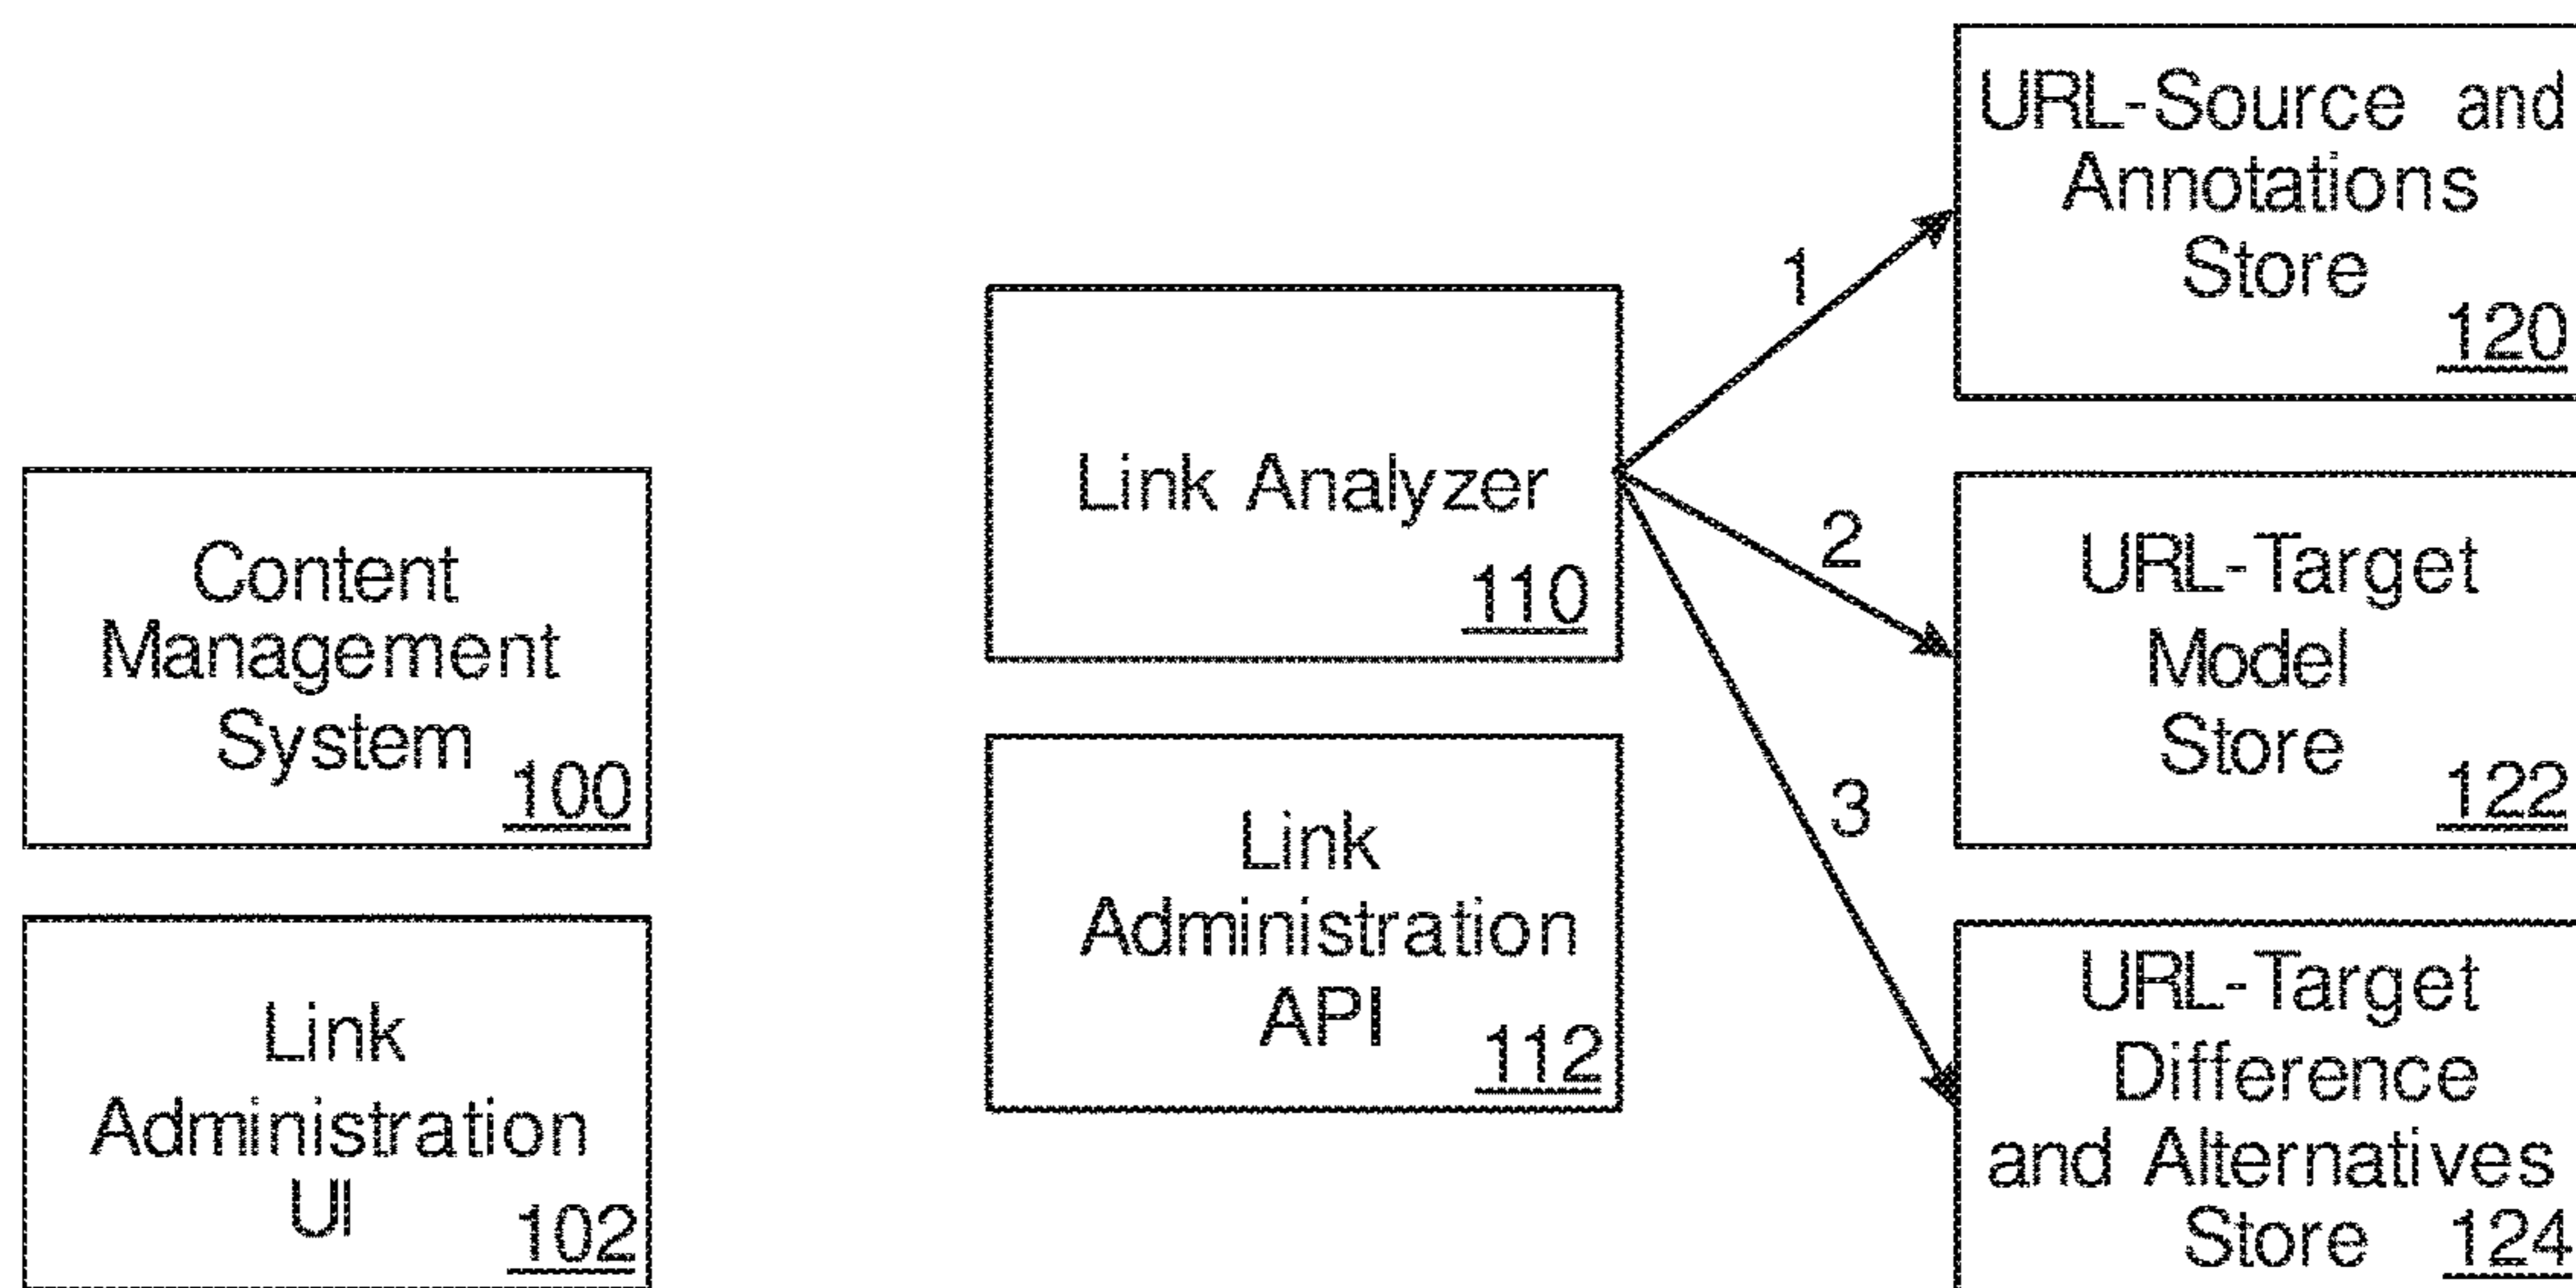 Content
Management
System
100
Link
Administration
UI
102
Link Analyzer
110
Link
Administration
API
112
1
2
3
URL-Source and
Annotations
Store
120
URL-Target
Model
Store
122
URL-Target
Difference
and Alternatives
Store 124